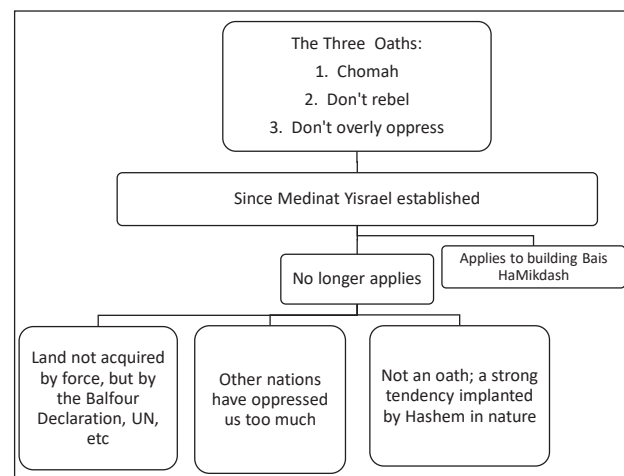 The Three Oaths:
1. Chomah
2. Don't rebel
3. Don't overly oppress
Since Medinat Yisrael established
Applies to building Bais
HaMikdash
No longer applies
Land not acquired
by force, but by
the Balfour
Declaration, UN,
etc
Other nations
have oppressed
us too much
Not an oath; a strong
tendency implanted
by Hashem in nature